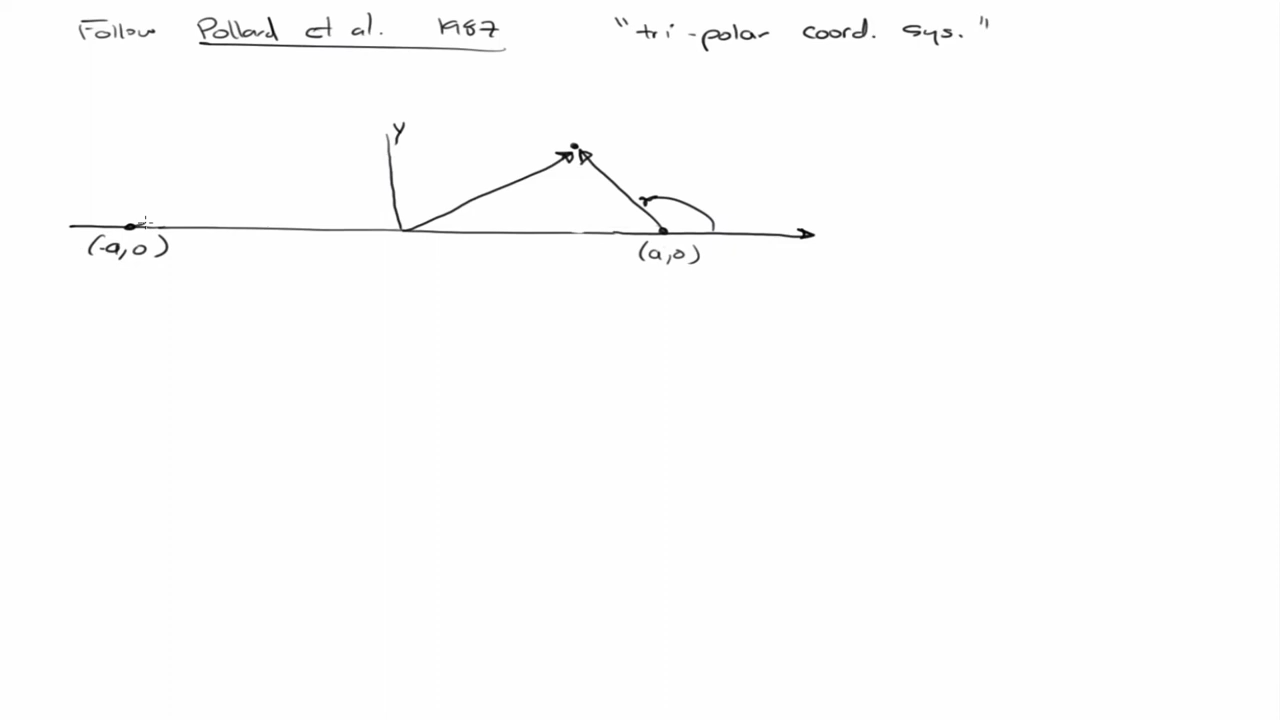 Follow Pollard et al. 1987 "tri-polar coord. sys."
y
(-a,0) (a,0)